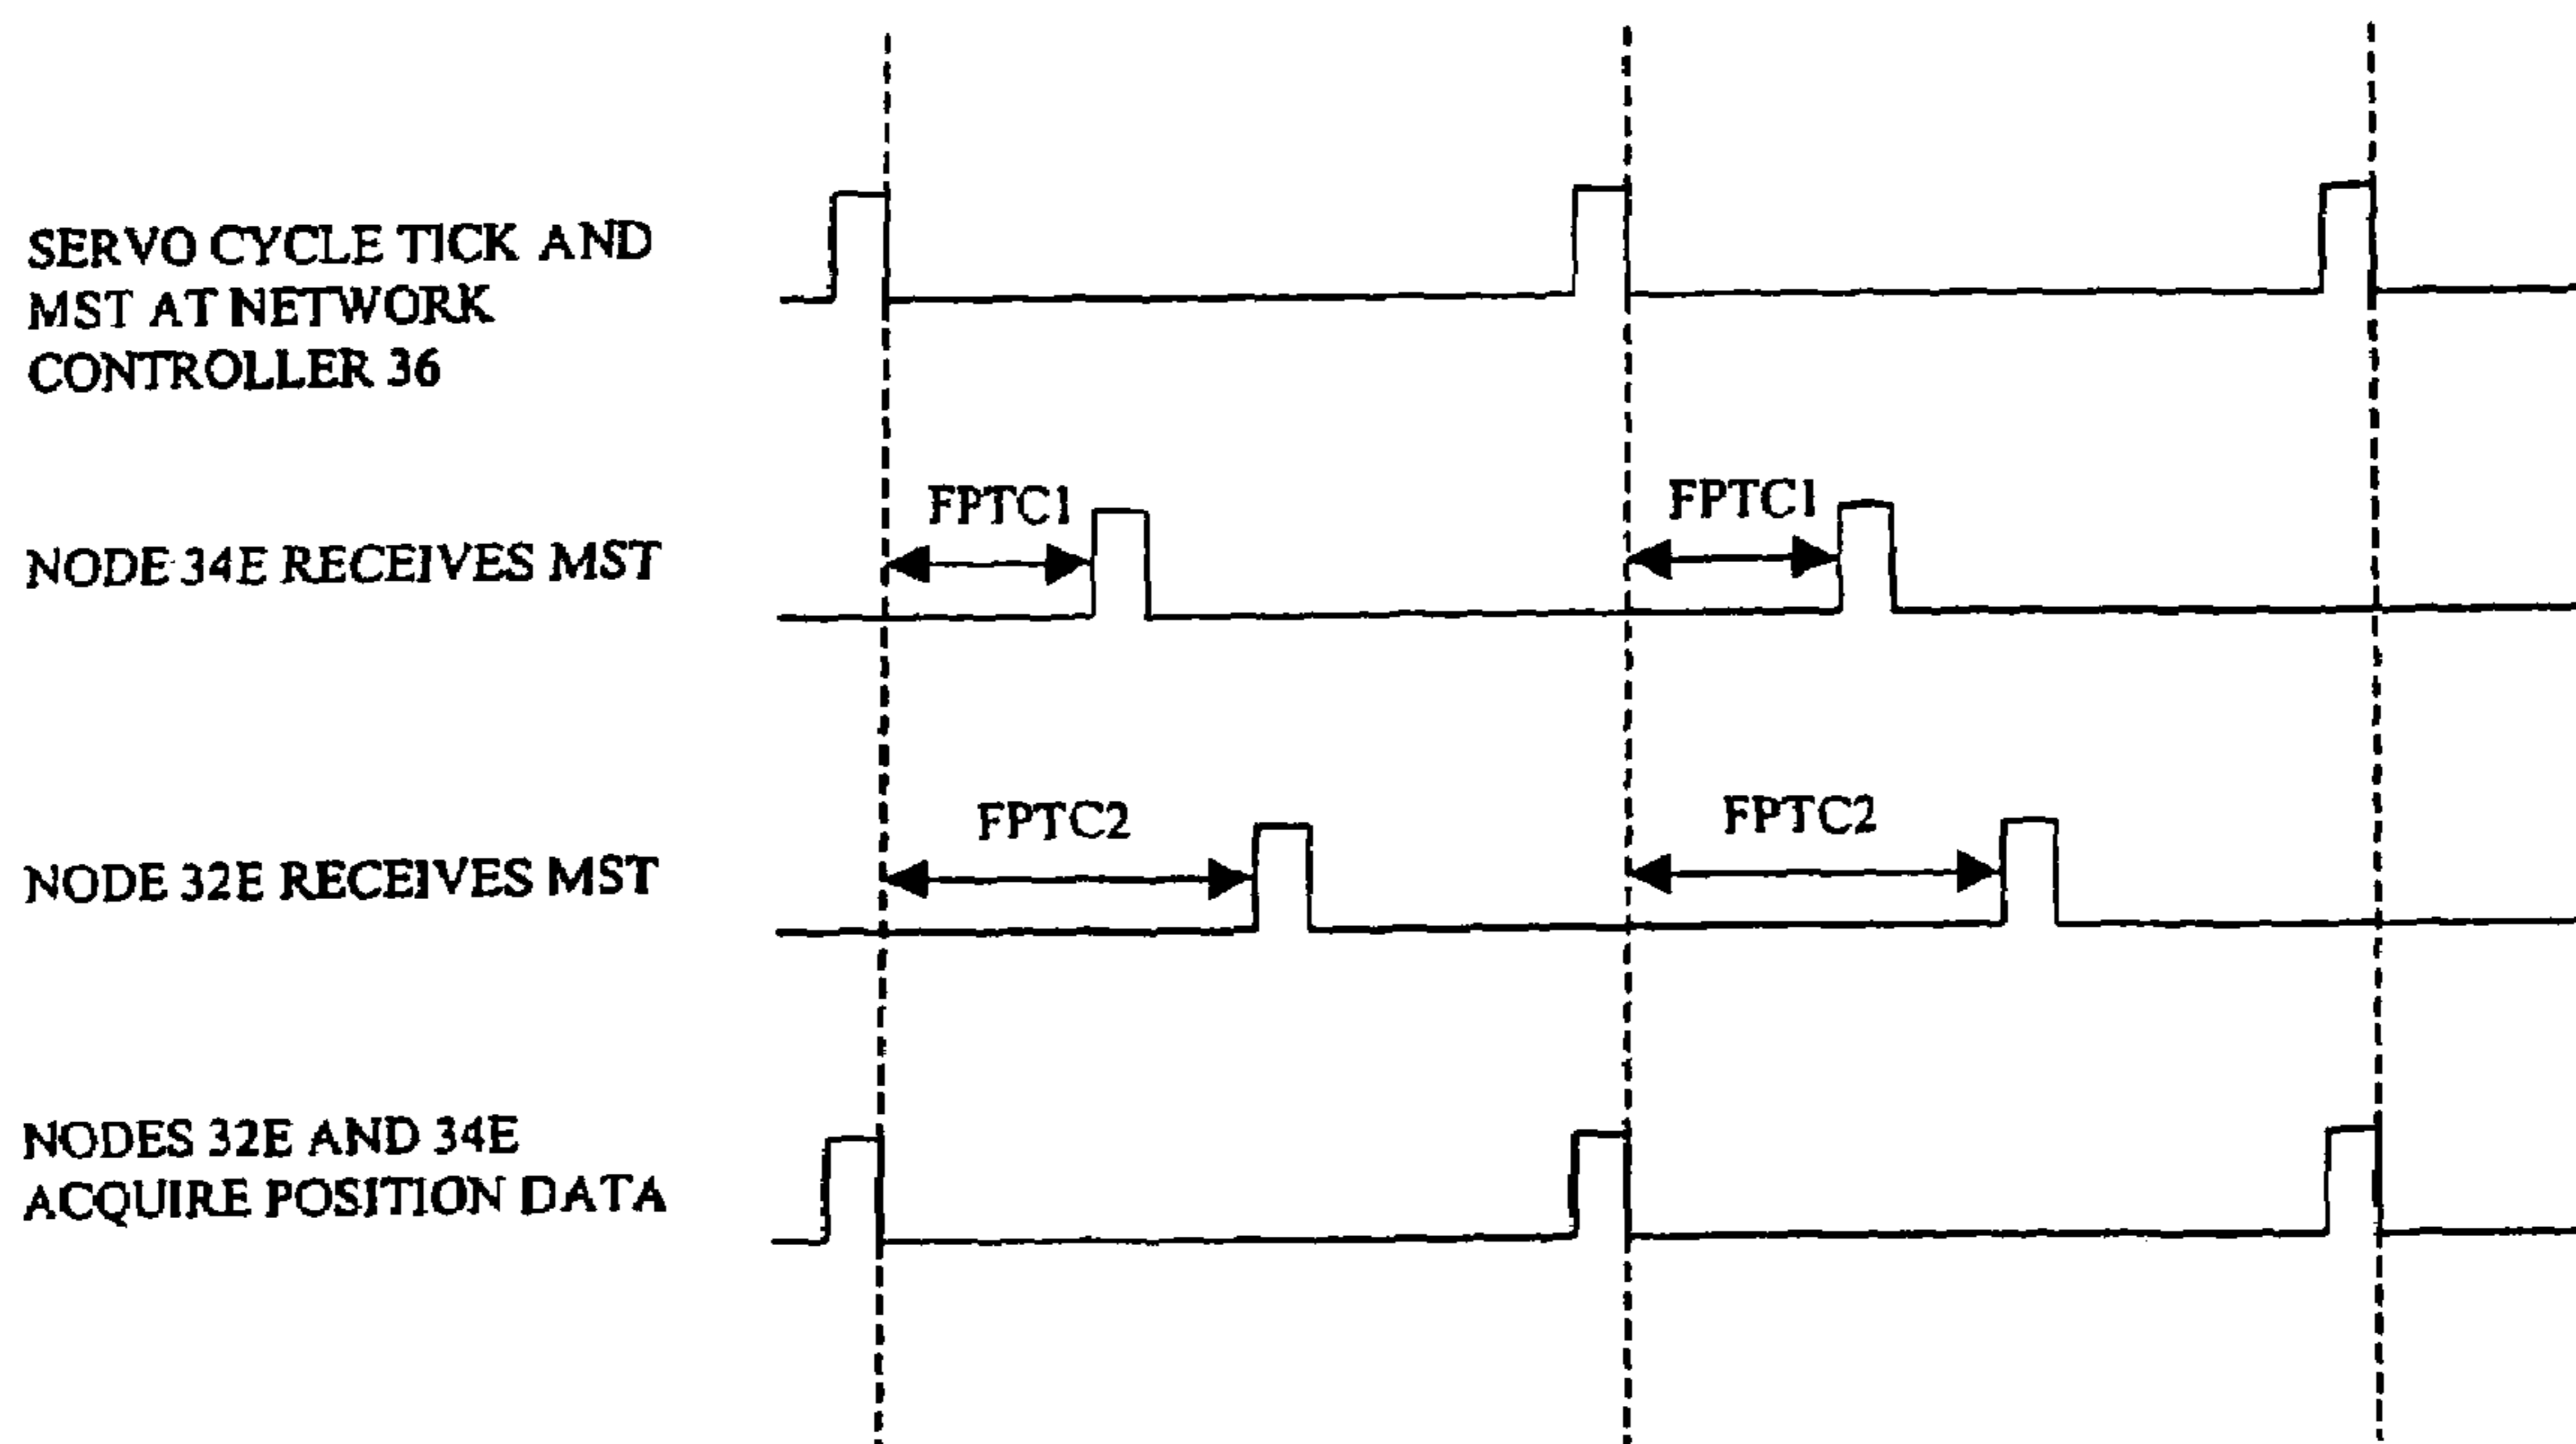 SERVO CYCLE TICK AND
MST AT NETWORK
CONTROLLER 36
FPTC1
FPTC1
NODE 34E RECEIVES MST
FPTC2
FPTC2
NODE 32E RECEIVES MST
NODES 32E AND 34E
ACQUIRE POSITION DATA